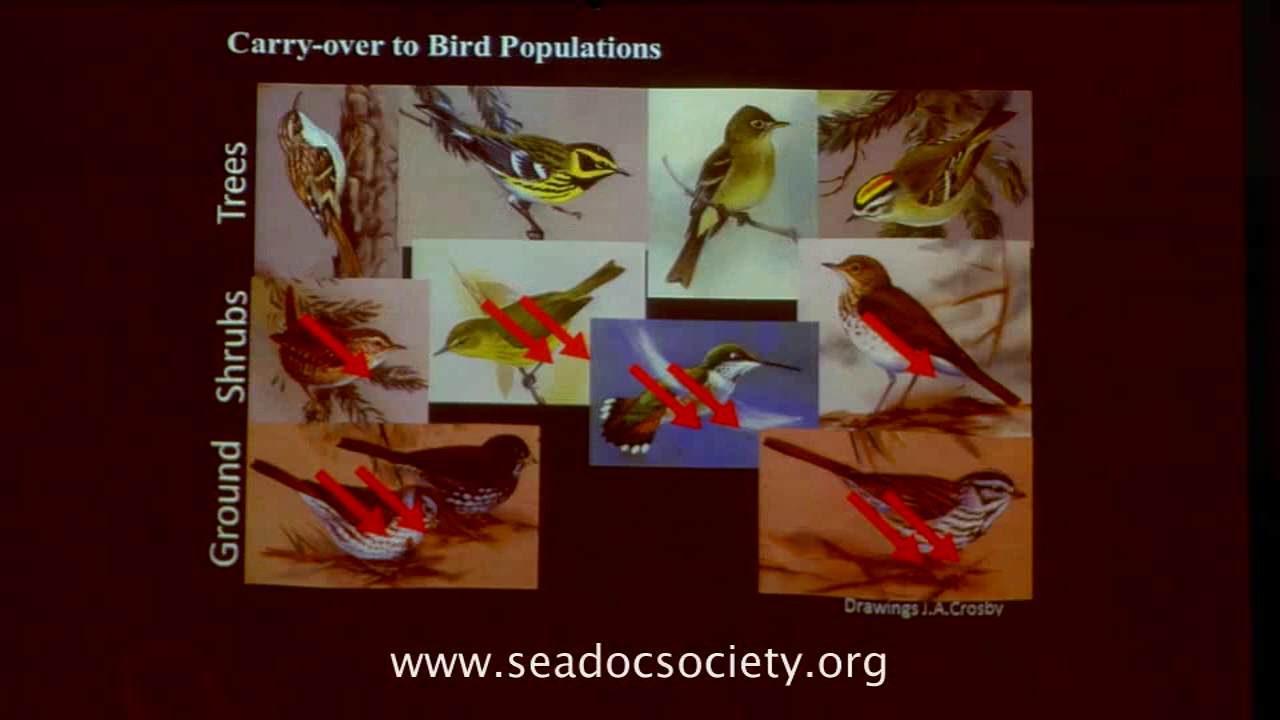 Carry-over to Bird Populations
Trees
Shrubs
Ground
Drawings J.A.Crosby
www.seadocsociety.org